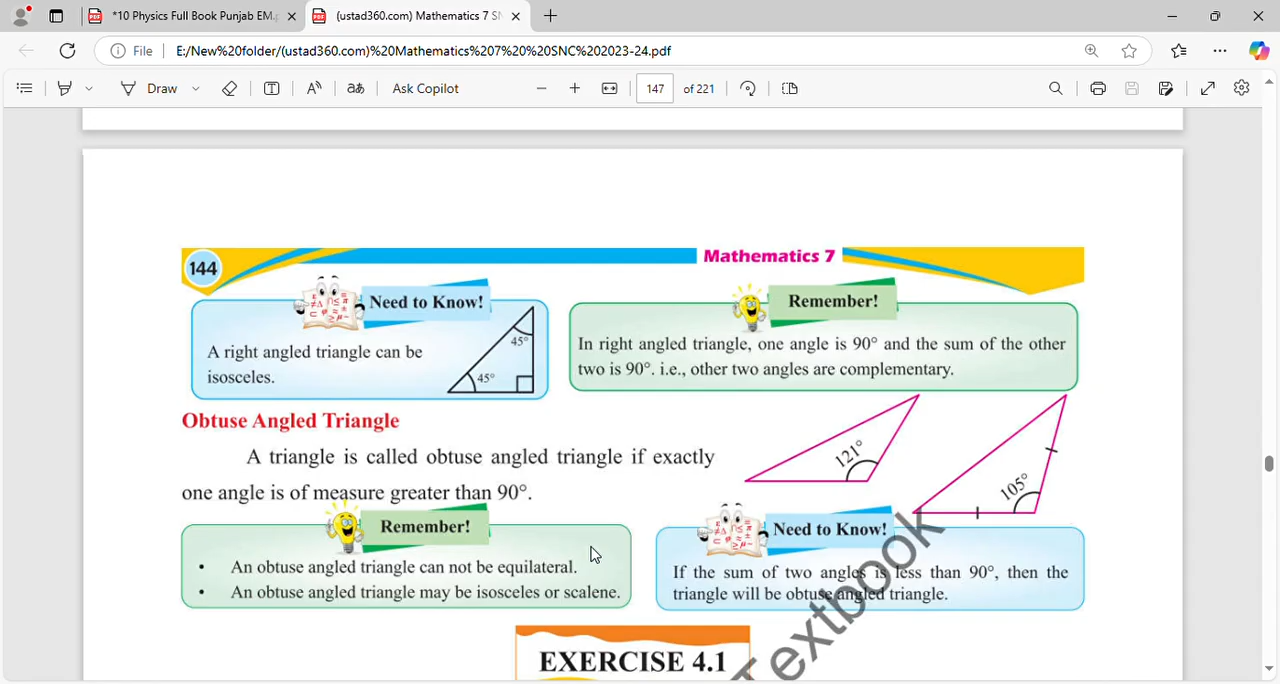 *10 Physics Full Book Punjab EM.
(ustad360.com) Mathematics 7 SN
File
E:/New%20folder/(ustad360.com)%20Mathematics%207%20%20SNC%202023-24.pdf
Draw
aあ
Ask Copilot
147
of 221
144
Mathematics 7
Need to Know!
A right angled triangle can be
isosceles.
45°
45°
Remember!
In right angled triangle, one angle is 90° and the sum of the other
two is 90°. i.e., other two angles are complementary.
Obtuse Angled Triangle
A triangle is called obtuse angled triangle if exactly
one angle is of measure greater than 90°.
121°
105°
Remember!
• An obtuse angled triangle can not be equilateral.
• An obtuse angled triangle may be isosceles or scalene.
Need to Know!
If the sum of two angles is less than 90°, then the
triangle will be obtuse angled triangle.
EXERCISE 4.1
Textbook